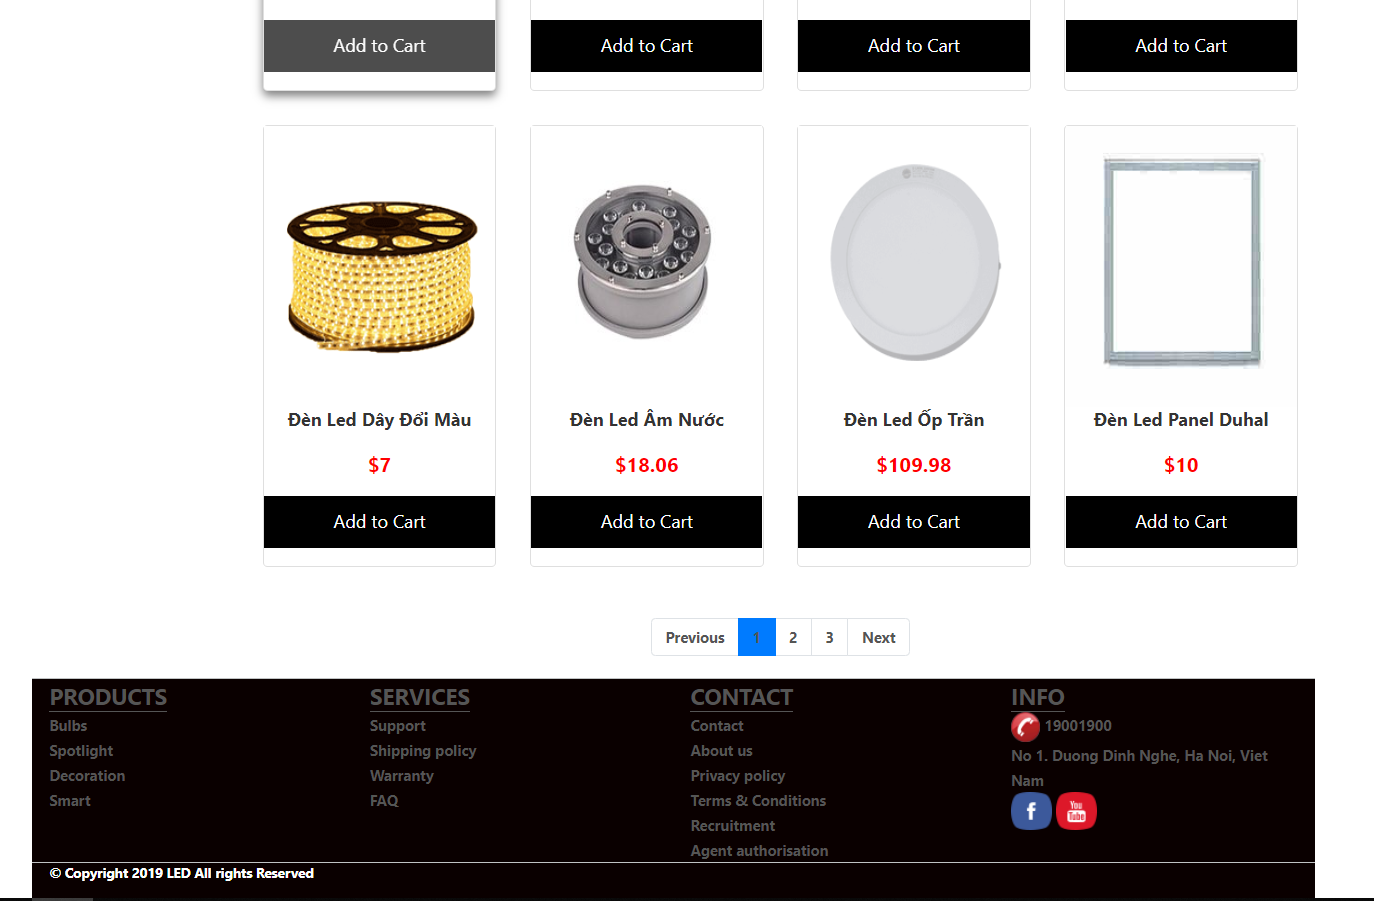 Add to Cart
Add to Cart
Add to Cart
Add to Cart
Đèn Led Dây Đổi Màu
Đèn Led Âm Nước
Đèn Led Ốp Trần
Đèn Led Panel Duhal
$7
$18.06
$109.98
$10
Add to Cart
Add to Cart
Add to Cart
Add to Cart
Previous 1 2 3 Next
PRODUCTS
Bulbs
Spotlight
Decoration
Smart
SERVICES
Support
Shipping policy
Warranty
FAQ
CONTACT
Contact
About us
Privacy policy
Terms & Conditions
Recruitment
Agent authorisation
INFO
19001900
No 1. Duong Dinh Nghe, Ha Noi, Viet
Nam
f
You
Tube
© Copyright 2019 LED All rights Reserved